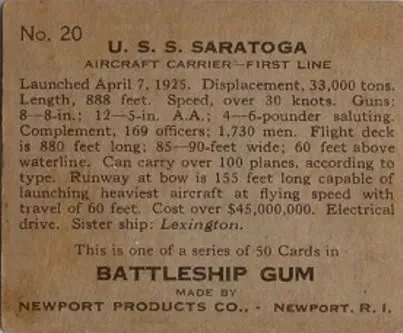 No. 20
U. S. S. SARATOGA
AIRCRAFT CARRIER—FIRST LINE
Launched April 7, 1925. Displacement, 33,000 tons.
Length, 888 feet. Speed, over 30 knots. Guns:
8—8-in.; 12—5-in. A.A.; 4—6-pounder saluting.
Complement, 169 officers; 1,730 men. Flight deck
is 880 feet long; 85—90-feet wide; 60 feet above
waterline. Can carry over 100 planes, according to
type. Runway at bow is 155 feet long capable of
launching heaviest aircraft at flying speed with
travel of 60 feet. Cost over $45,000,000. Electrical
drive. Sister ship: Lexington.
This is one of a series of 50 Cards in
BATTLESHIP GUM
MADE BY
NEWPORT PRODUCTS CO., - NEWPORT, R. I.